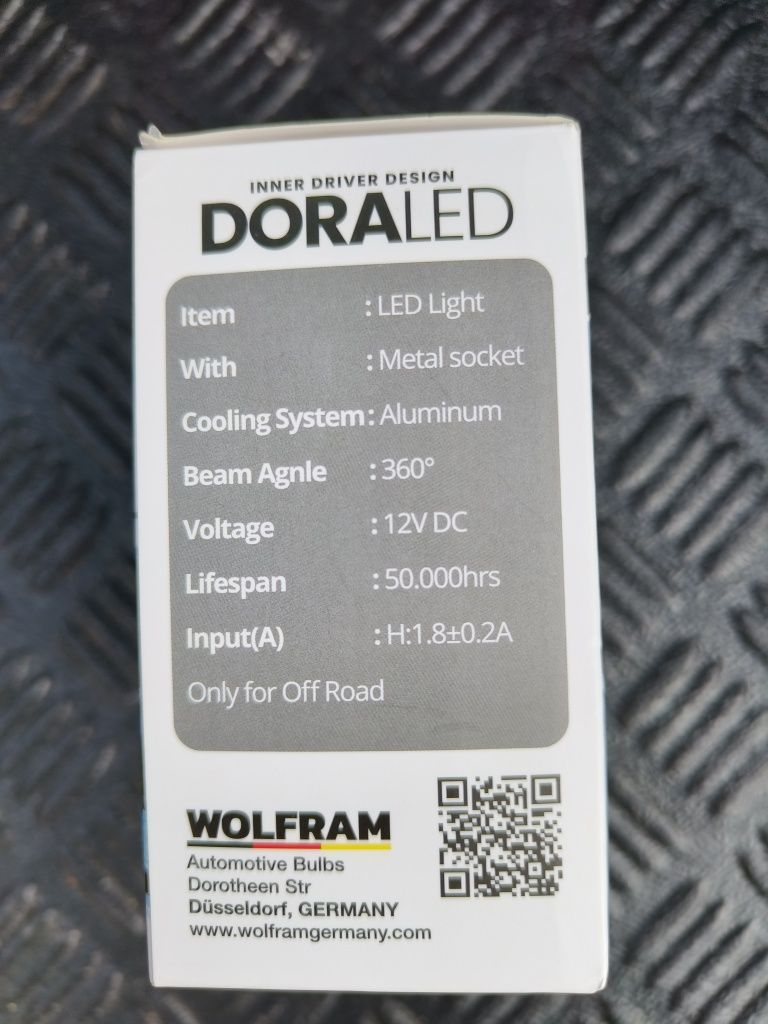 INNER DRIVER DESIGN
DORALED
Item : LED Light
With : Metal socket
Cooling System : Aluminum
Beam Agnle : 360°
Voltage : 12V DC
Lifespan : 50.000hrs
Input(A) : H:1.8±0.2A
Only for Off Road
WOLFRAM
Automotive Bulbs
Dorotheen Str
Düsseldorf, GERMANY
www.wolframgermany.com